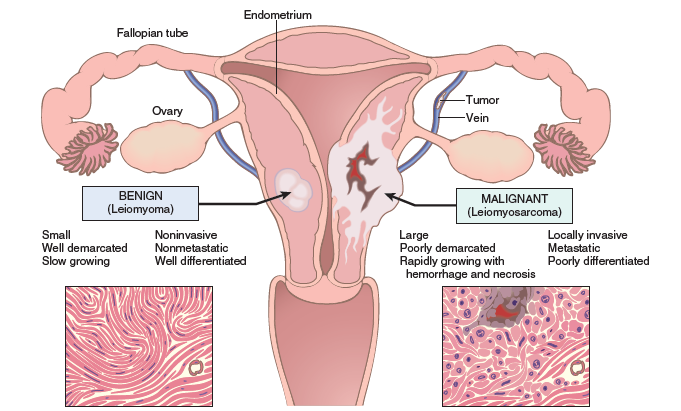 Endometrium
Fallopian tube
Ovary
Tumor
Vein
BENIGN
(Leiomyoma)
MALIGNANT
(Leiomyosarcoma)
Small
Well demarcated
Slow growing
Noninvasive
Nonmetastatic
Well differentiated
Large
Poorly demarcated
Rapidly growing with
hemorrhage and necrosis
Locally invasive
Metastatic
Poorly differentiated